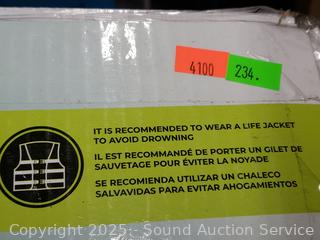 4100
234.
IT IS RECOMMENDED TO WEAR A LIFE JACKET
TO AVOID DROWNING
IL EST RECOMMANDÉ DE PORTER UN GILET DE
SAUVETAGE POUR ÉVITER LA NOYADE
SE RECOMIENDA UTILIZAR UN CHALECO
SALVAVIDAS PARA EVITAR AHOGAMIENTOS
Copyright 2025:- Sound Auction Service